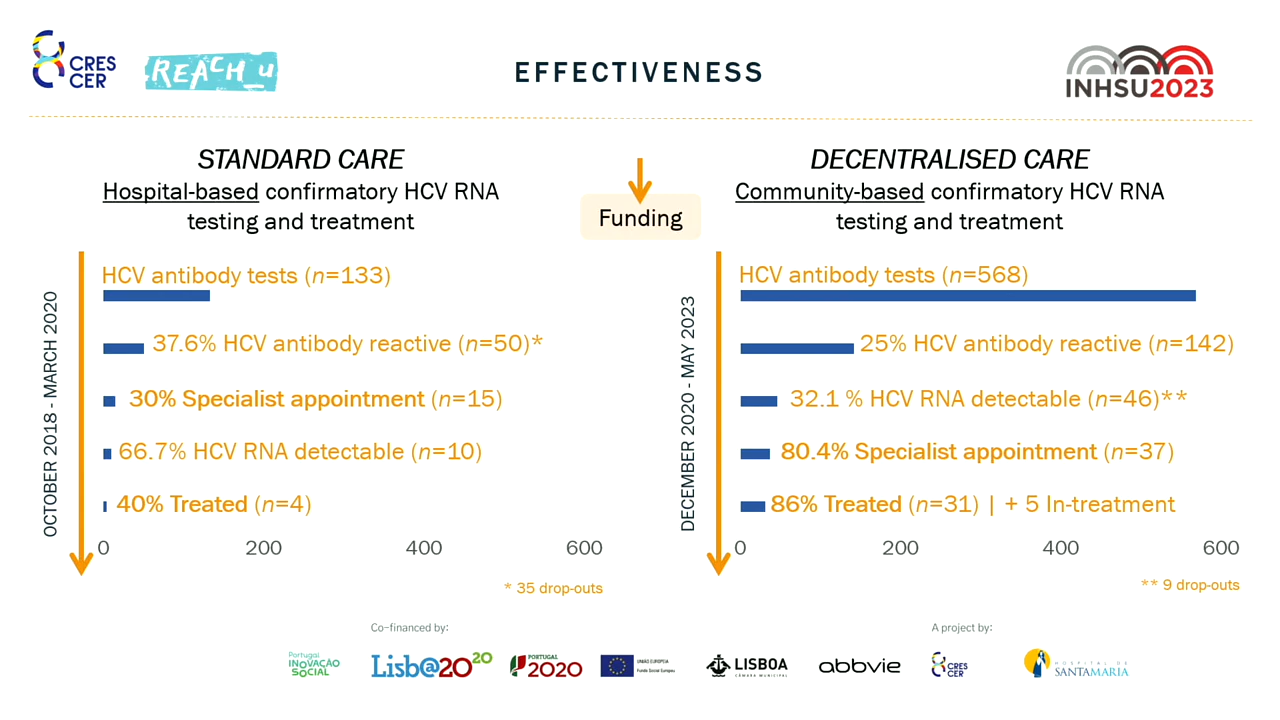 CRES
CER
REACH_U
EFFECTIVENESS
INHSU2023
STANDARD CARE
Hospital-based confirmatory HCV RNA
testing and treatment
Funding
DECENTRALISED CARE
Community-based confirmatory HCV RNA
testing and treatment
OCTOBER 2018 - MARCH 2020
HCV antibody tests (n=133)
37.6% HCV antibody reactive (n=50)*
30% Specialist appointment (n=15)
66.7% HCV RNA detectable (n=10)
40% Treated (n=4)
0 200 400 600
* 35 drop-outs
DECEMBER 2020 - MAY 2023
HCV antibody tests (n=568)
25% HCV antibody reactive (n=142)
32.1 % HCV RNA detectable (n=46)**
80.4% Specialist appointment (n=37)
86% Treated (n=31) | + 5 In-treatment
0 200 400 600
** 9 drop-outs
Co-financed by:
Portugal
INOVAÇÃO
SOCIAL
Lisb@2020
PORTUGAL
2020
UNIÃO EUROPEIA
Fundo Social Europeu
LISBOA
CÂMARA MUNICIPAL
abbvie
A project by:
CRES
CER
HOSPITAL DE
SANTAMARIA